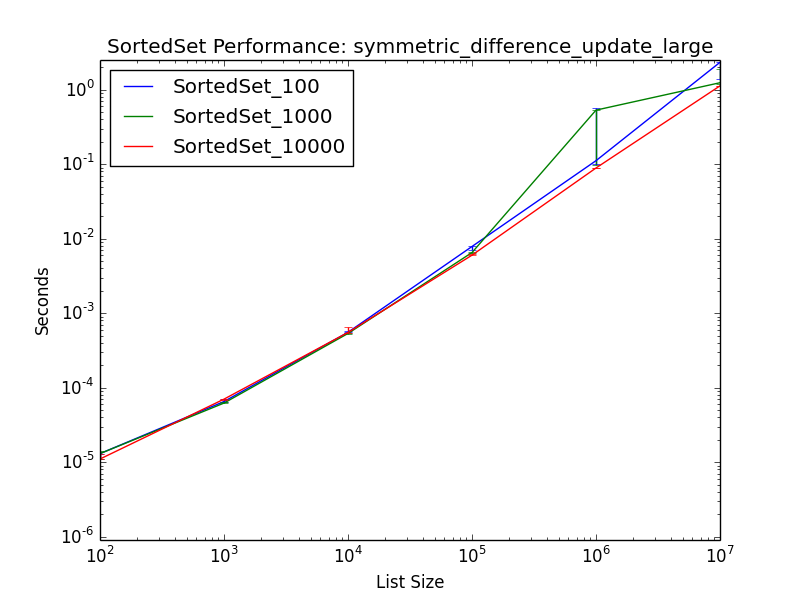 SortedSet Performance: symmetric_difference_update_large
SortedSet_100
SortedSet_1000
SortedSet_10000
10^0
10^-1
10^-2
10^-3
10^-4
10^-5
10^-6
Seconds
10^2 10^3 10^4 10^5 10^6 10^7
List Size